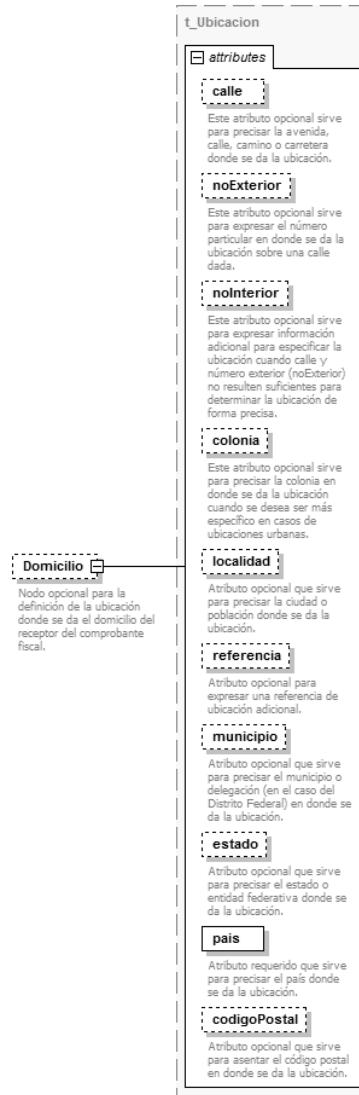 t_Ubicacion
attributes
calle
Este atributo opcional sirve
para precisar la avenida,
calle, camino o carretera
donde se da la ubicación.
noExterior
Este atributo opcional sirve
para expresar el número
particular en donde se da la
ubicación sobre una calle
dada.
noInterior
Este atributo opcional sirve
para expresar información
adicional para especificar la
ubicación cuando calle y
número exterior (noExterior)
no resulten suficientes para
determinar la ubicación de
forma precisa.
colonia
Este atributo opcional sirve
para precisar la colonia en
donde se da la ubicación
cuando se desea ser más
específico en casos de
ubicaciones urbanas.
Domicilio
Nodo opcional para la
definición de la ubicación
donde se da el domicilio del
receptor del comprobante
fiscal.
localidad
Atributo opcional que sirve
para precisar la ciudad o
población donde se da la
ubicación.
referencia
Atributo opcional para
expresar una referencia de
ubicación adicional.
municipio
Atributo opcional que sirve
para precisar el municipio o
delegación (en el caso del
Distrito Federal) en donde se
da la ubicación.
estado
Atributo opcional que sirve
para precisar el estado o
entidad federativa donde se
da la ubicación.
pais
Atributo requerido que sirve
para precisar el país donde
se da la ubicación.
codigoPostal
Atributo opcional que sirve
para asentar el código postal
en donde se da la ubicación.